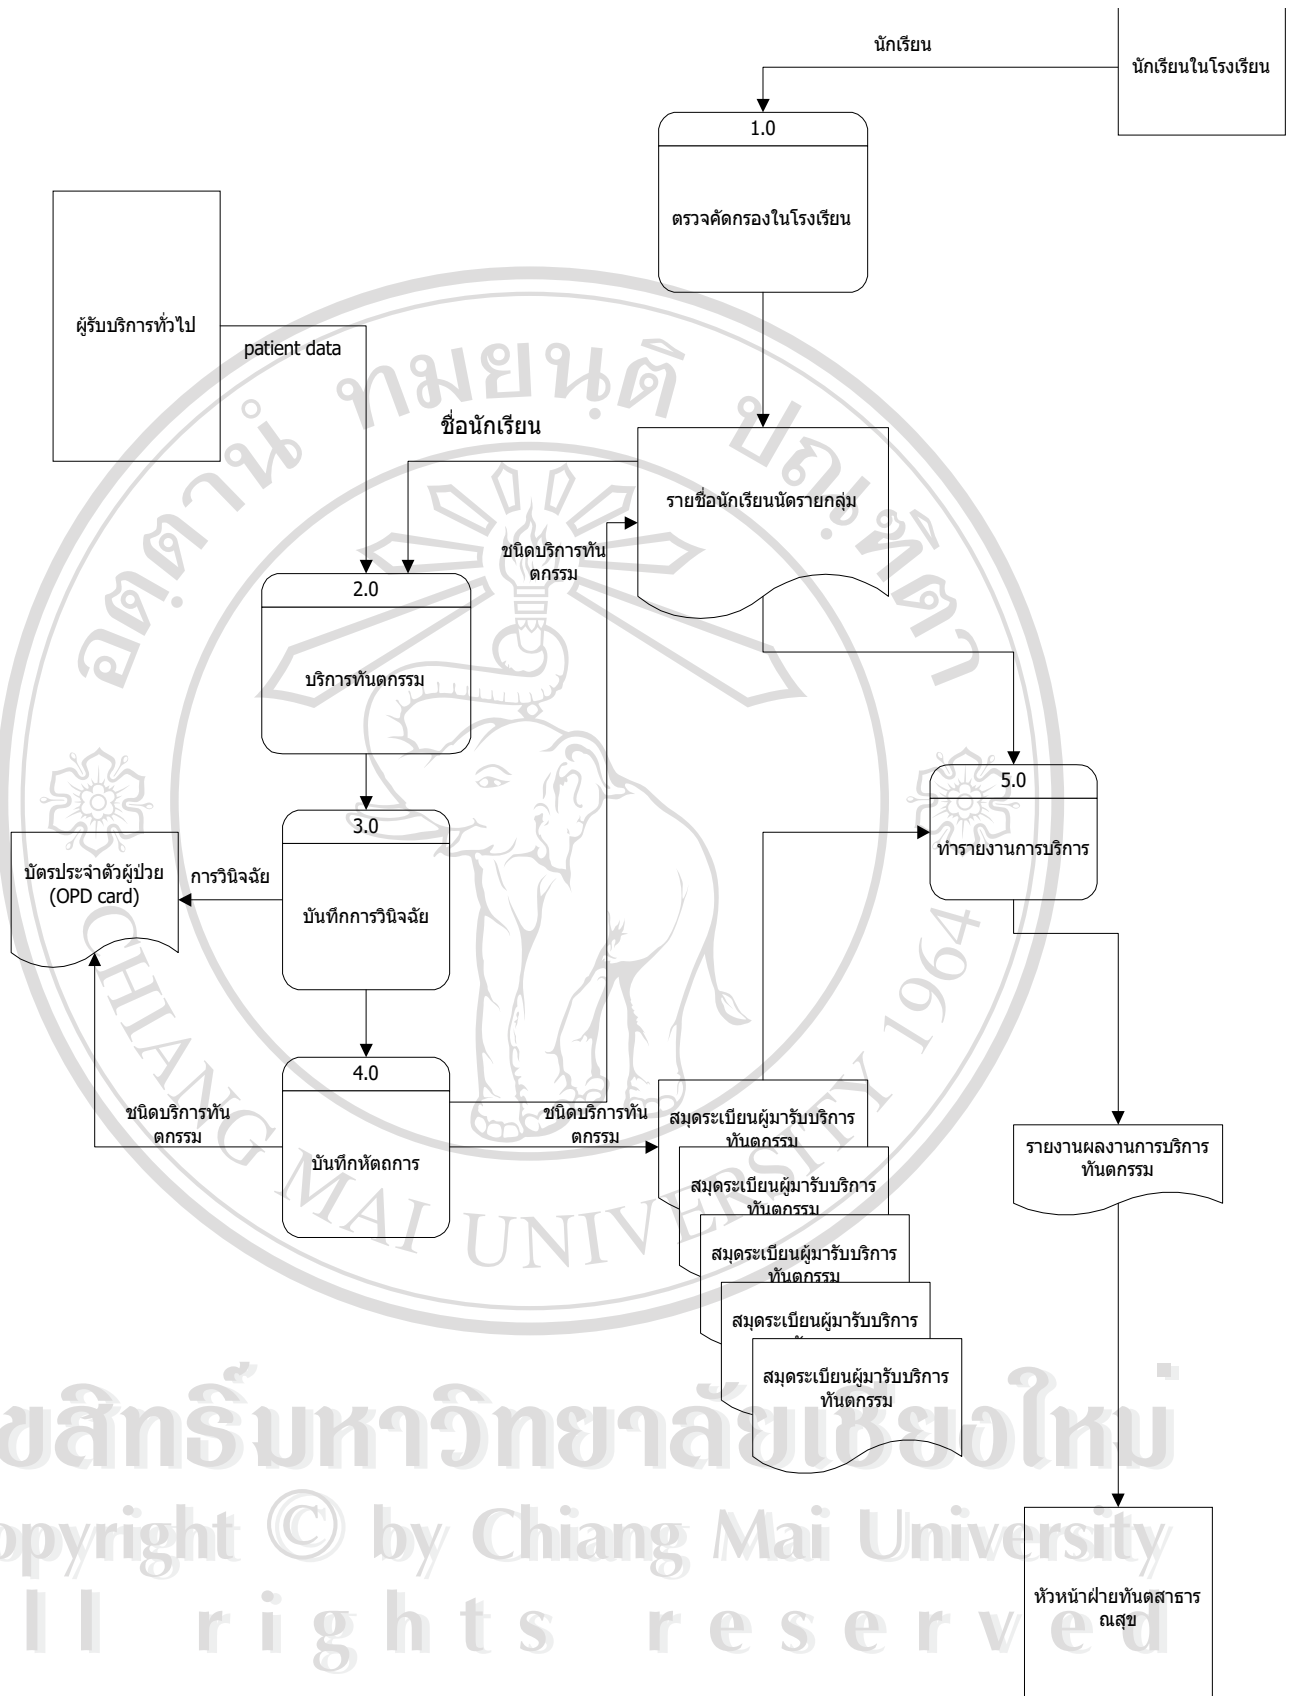 นักเรียน
นักเรียนในโรงเรียน
1.0
ตรวจคัดกรองในโรงเรียน
ผู้รับบริการทั่วไป
patient data
ชื่อนักเรียน
รายชื่อนักเรียนนัดรายกลุ่ม
ชนิดบริการทัน
ตกรรม
2.0
บริการทันตกรรม
3.0
บันทึกการวินิจฉัย
การวินิจฉัย
บัตรประจำตัวผู้ป่วย
(OPD card)
5.0
ทำรายงานการบริการ
4.0
บันทึกหัตถการ
ชนิดบริการทัน
ตกรรม
ชนิดบริการทัน
ตกรรม
สมุดระเบียนผู้มารับบริการ
ทันตกรรม
สมุดระเบียนผู้มารับบริการ
ทันตกรรม
สมุดระเบียนผู้มารับบริการ
ทันตกรรม
สมุดระเบียนผู้มารับบริการ
สมุดระเบียนผู้มารับบริการ
ทันตกรรม
รายงานผลงานการบริการ
ทันตกรรม
หัวหน้าฝ่ายทันตสาธาร
ณสุข
อตฺตานํ ทมยนฺติ ปณฺฑิตา
CHIANG MAI UNIVERSITY 1964
ขสิทธิ์มหาวิทยาลัยเชียงใหม่
opyright © by Chiang Mai University
ll rights reserved